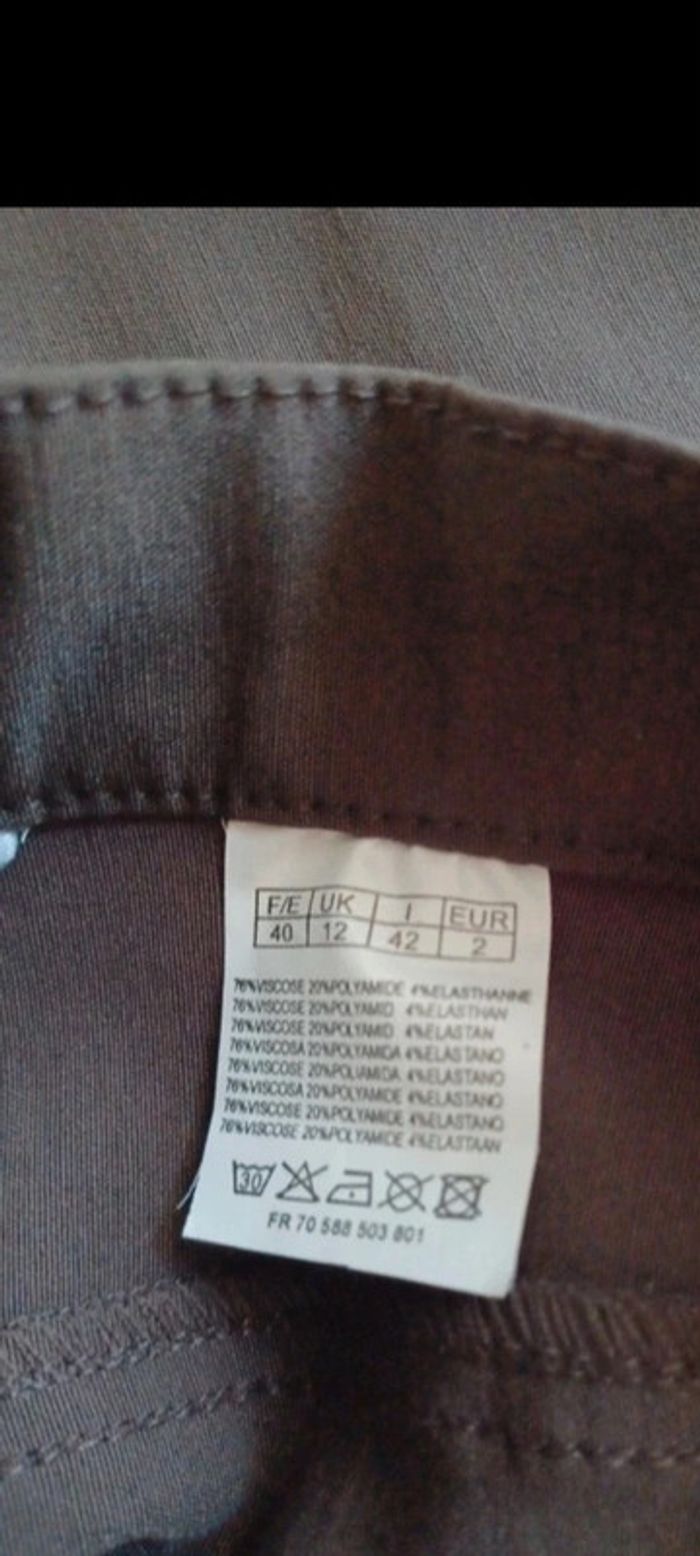 F/E UK I EUR
40 12 42 2
76%VISCOSE 20%POLYAMIDE 4%ELASTHANNE
76%VISCOSE 20%POLYAMID 4%ELASTHAN
76%VISCOSE 20%POLYAMID 4%ELASTAN
76%VISCOSA 20%POLYAMIDA 4%ELASTANO
76%VISCOSE 20%POLIAMIDA 4%ELASTANO
76%VISCOSA 20%POLYAMIDE 4%ELASTANO
76%VISCOSE 20%POLYAMIDE 4%ELASTANO
76%VISCOSE 20%POLYAMIDE 4%ELASTAAN
30
FR 70 588 503 801